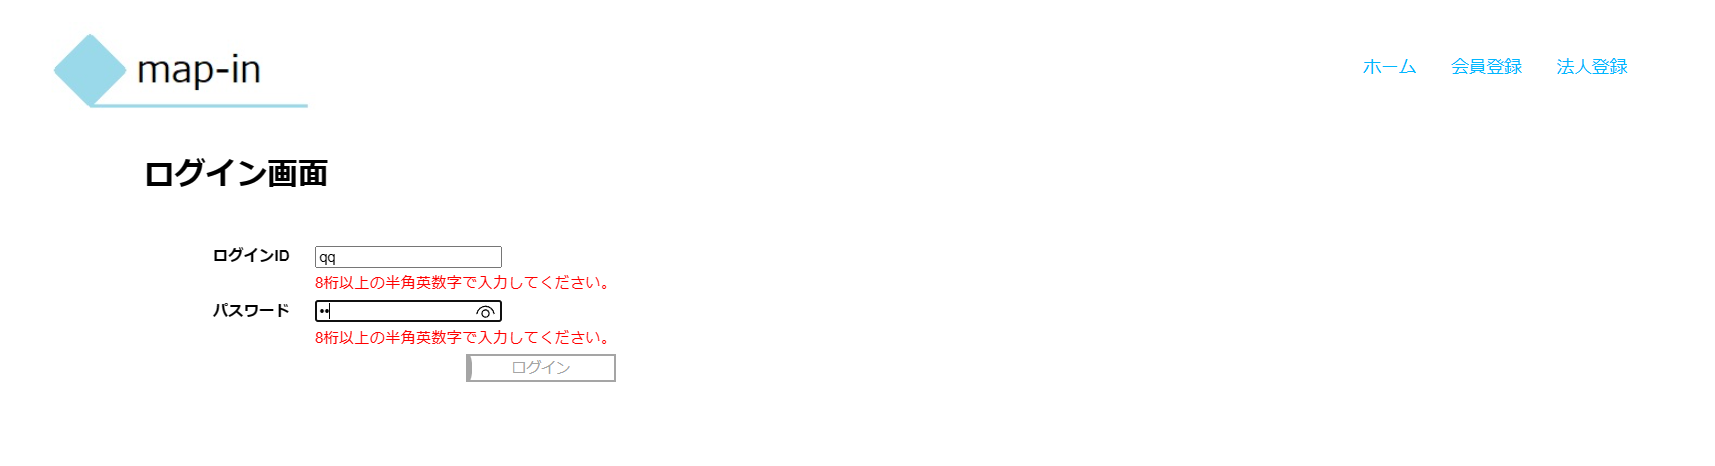 map-in
ホーム 会員登録 法人登録
ログイン画面
ログインID qq
8桁以上の半角英数字で入力してください。
パスワード ••
8桁以上の半角英数字で入力してください。
ログイン